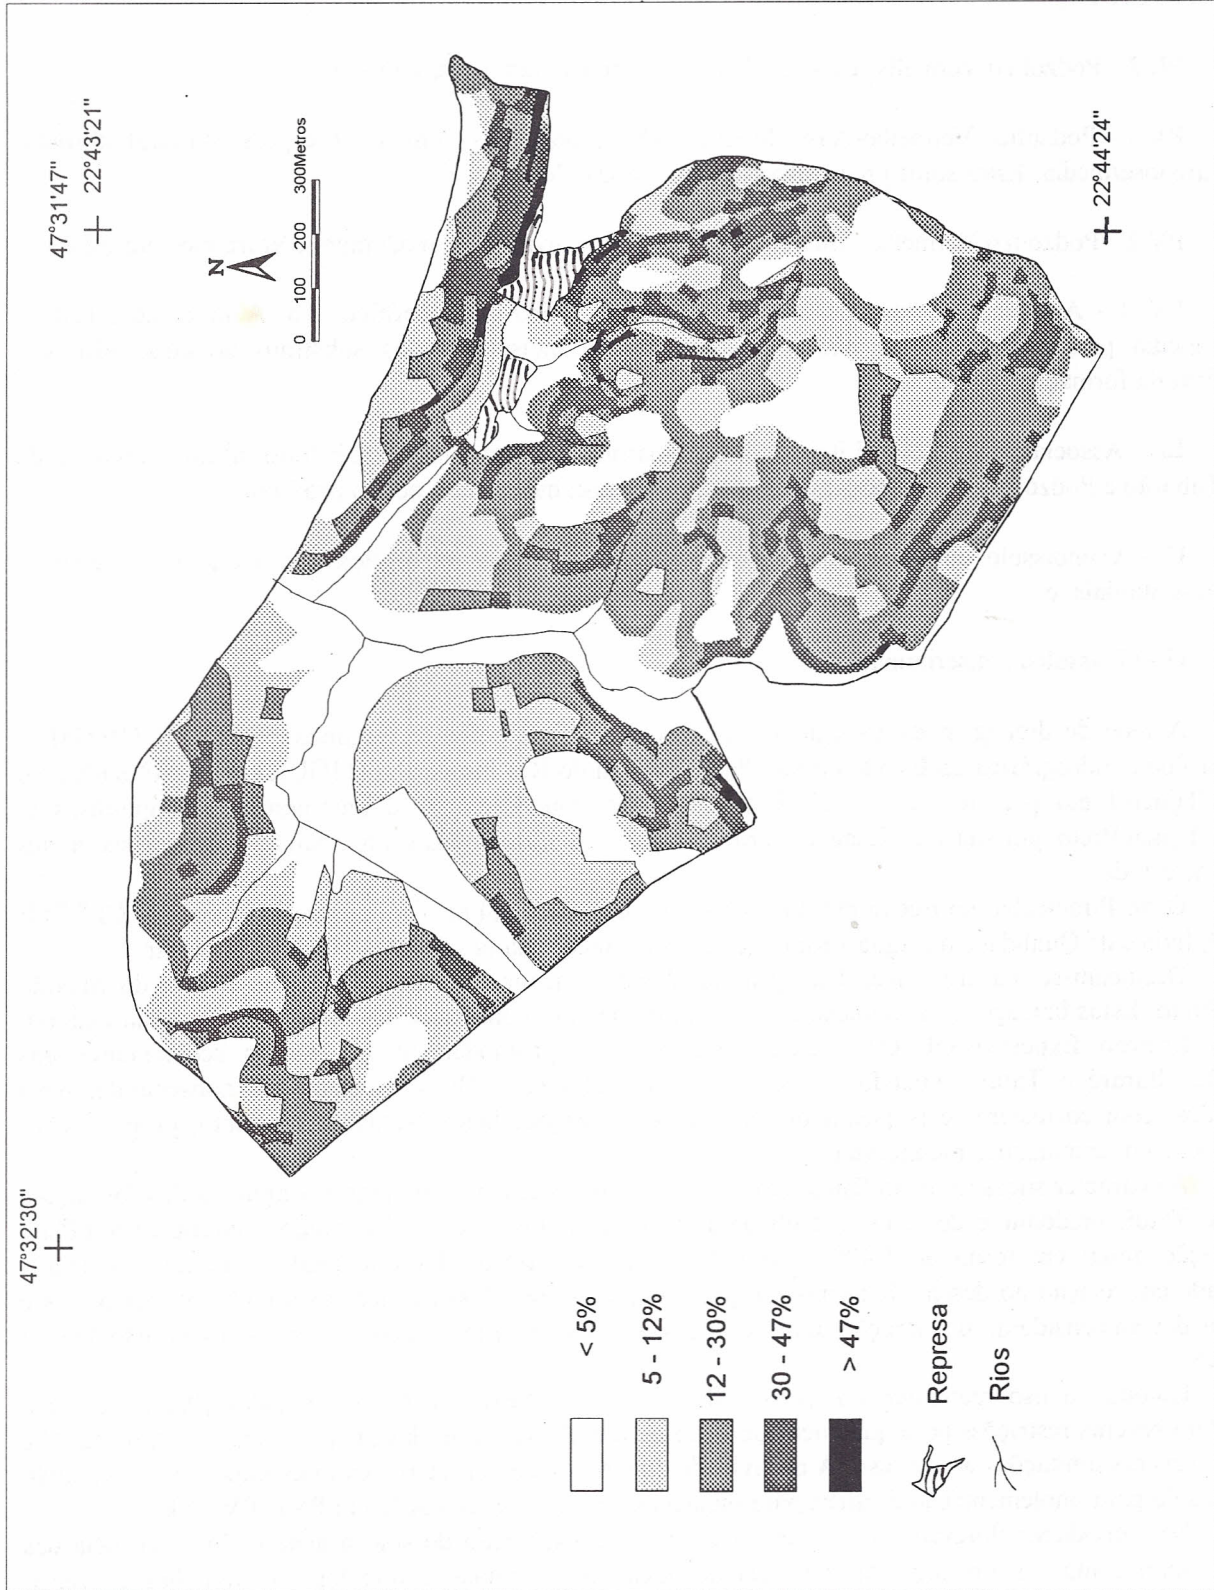 47°32'30"
47°31'47"
22°43'21"
N
0 100 200 300Metros
22°44'24"
< 5%
5 - 12%
12 - 30%
30 - 47%
> 47%
Represa
Rios